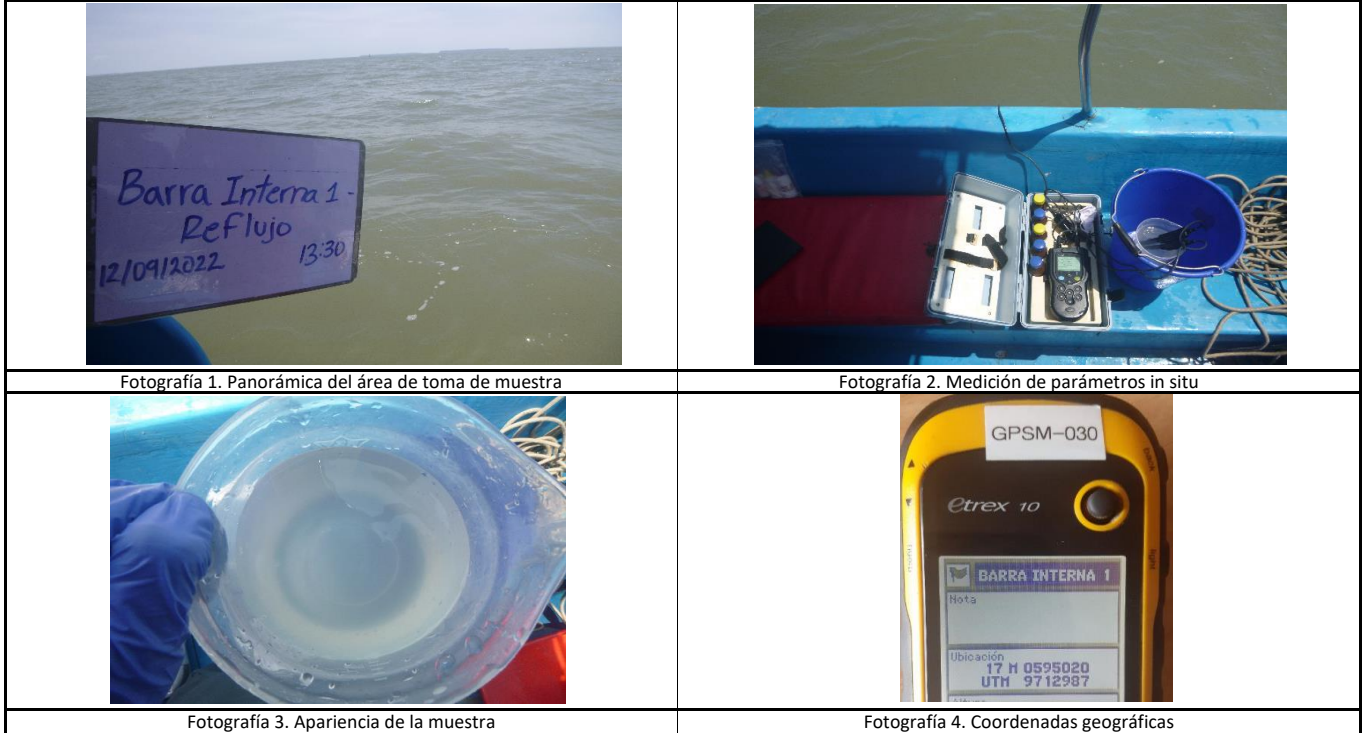 Barra Interna 1 -
Reflujo
12/09/2022 13:30
Fotografía 1. Panorámica del área de toma de muestra
Fotografía 2. Medición de parámetros in situ
GPSM-030
etrex 10
BARRA INTERNA 1
Nota
Ubicación
17 M 0595020
UTM 9712987
Fotografía 3. Apariencia de la muestra
Fotografía 4. Coordenadas geográficas